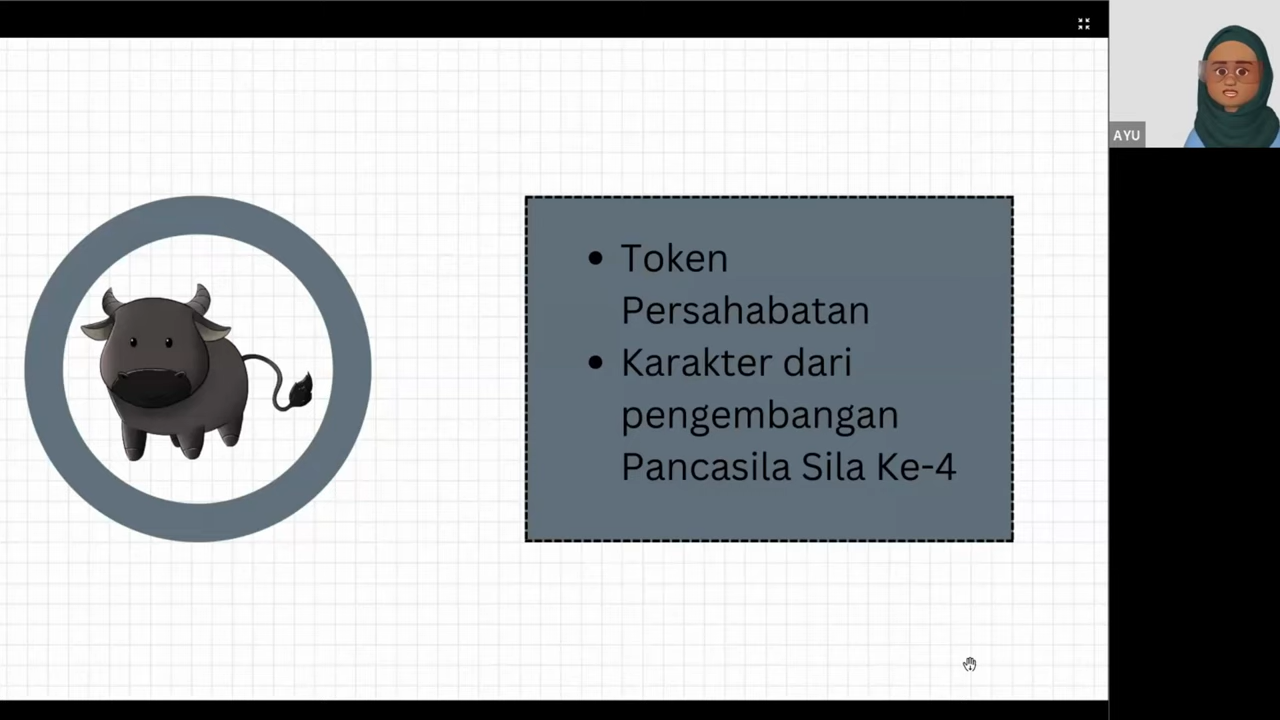 Token
Persahabatan
Karakter dari
pengembangan
Pancasila Sila Ke-4
AYU